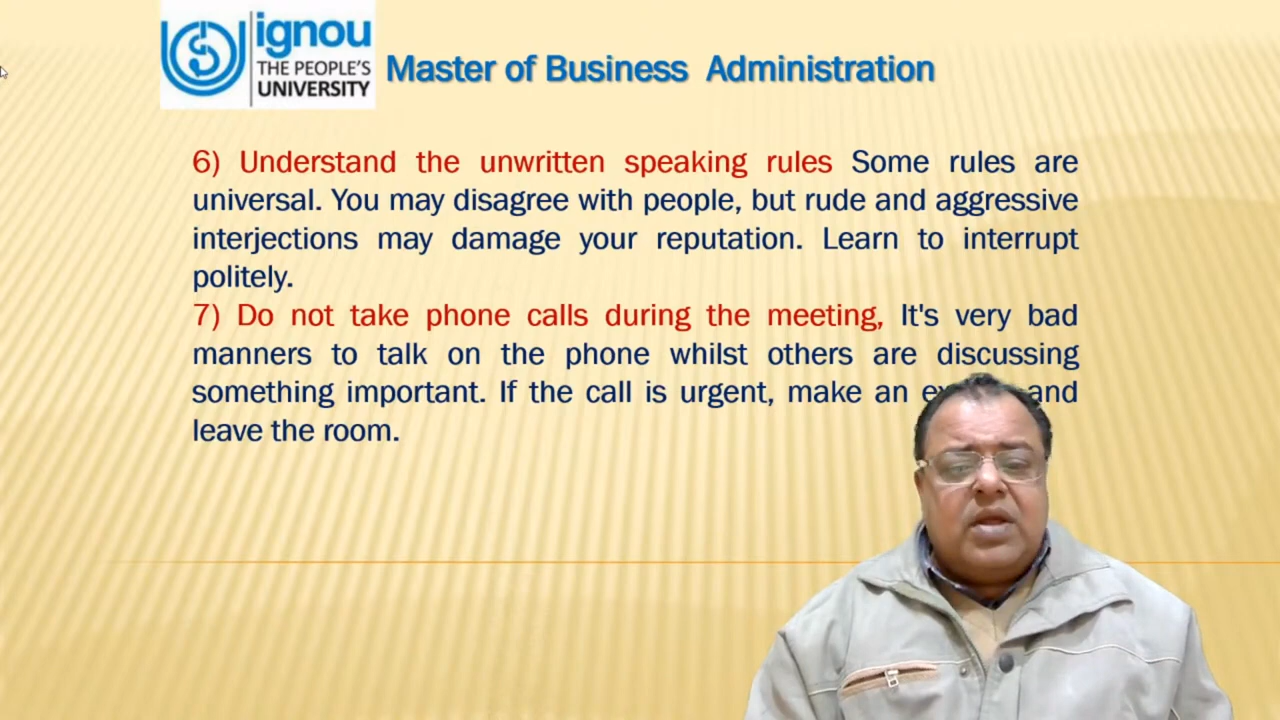 ignou
THE PEOPLE'S
UNIVERSITY
Master of Business Administration
6) Understand the unwritten speaking rules Some rules are
universal. You may disagree with people, but rude and aggressive
interjections may damage your reputation. Learn to interrupt
politely.
7) Do not take phone calls during the meeting, It's very bad
manners to talk on the phone whilst others are discussing
something important. If the call is urgent, make an and
leave the room.